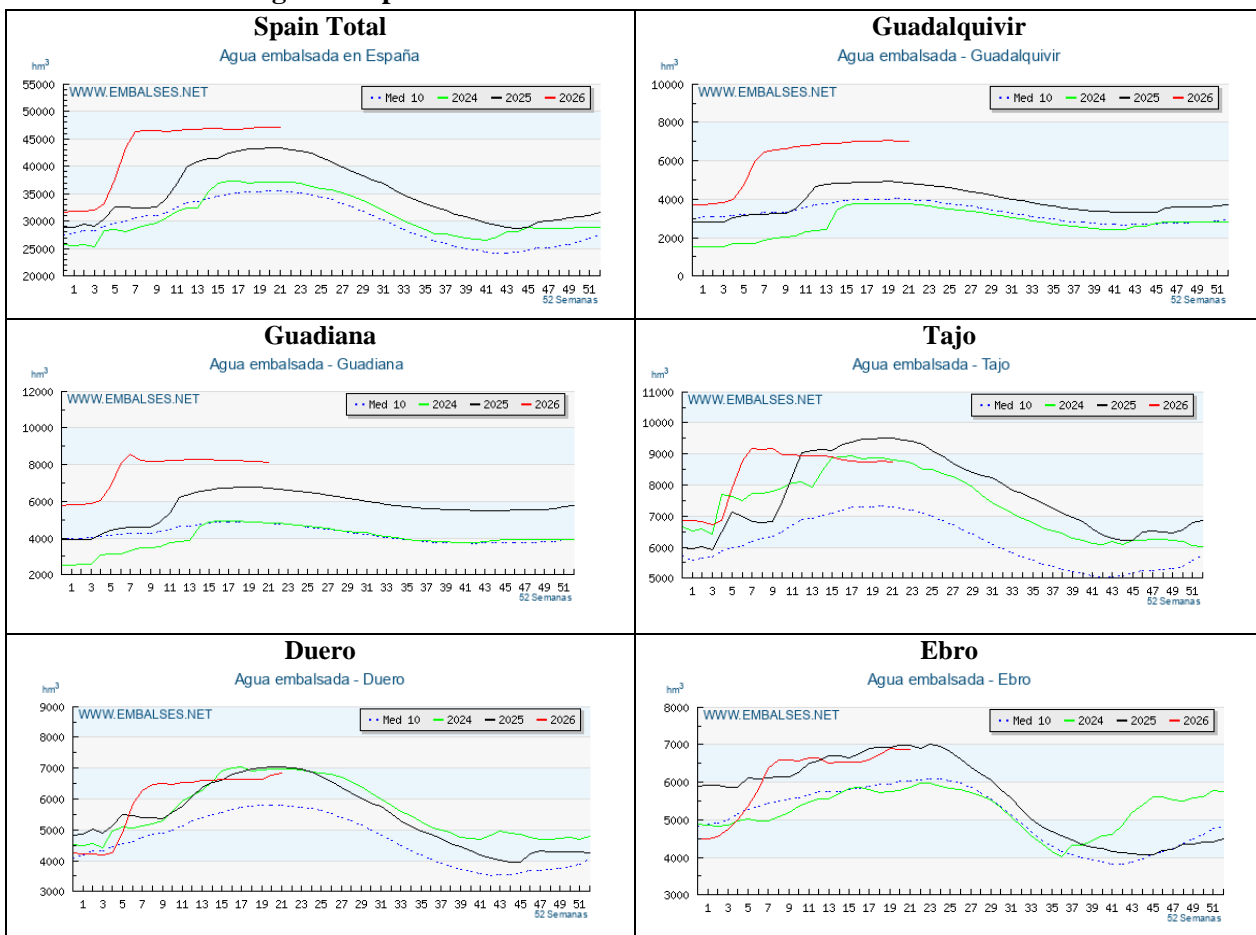 Spain Total
Agua embalsada en España
hm3
WWW.EMBALSES.NET
Med 10 2024 2025 2026
55000
50000
45000
40000
35000
30000
25000
20000
1 3 5 7 9 11 13 15 17 19 21 23 25 27 29 31 33 35 37 39 41 43 45 47 49 51
52 Semanas
Guadalquivir
Agua embalsada - Guadalquivir
hm3
WWW.EMBALSES.NET
Med 10 2024 2025 2026
10000
8000
6000
4000
2000
0
1 3 5 7 9 11 13 15 17 19 21 23 25 27 29 31 33 35 37 39 41 43 45 47 49 51
52 Semanas
Guadiana
Agua embalsada - Guadiana
hm3
WWW.EMBALSES.NET
Med 10 2024 2025 2026
12000
10000
8000
6000
4000
2000
1 3 5 7 9 11 13 15 17 19 21 23 25 27 29 31 33 35 37 39 41 43 45 47 49 51
52 Semanas
Tajo
Agua embalsada - Tajo
hm3
WWW.EMBALSES.NET
Med 10 2024 2025 2026
11000
10000
9000
8000
7000
6000
5000
1 3 5 7 9 11 13 15 17 19 21 23 25 27 29 31 33 35 37 39 41 43 45 47 49 51
52 Semanas
Duero
Agua embalsada - Duero
hm3
WWW.EMBALSES.NET
Med 10 2024 2025 2026
9000
8000
7000
6000
5000
4000
3000
1 3 5 7 9 11 13 15 17 19 21 23 25 27 29 31 33 35 37 39 41 43 45 47 49 51
52 Semanas
Ebro
Agua embalsada - Ebro
hm3
WWW.EMBALSES.NET
Med 10 2024 2025 2026
8000
7000
6000
5000
4000
3000
1 3 5 7 9 11 13 15 17 19 21 23 25 27 29 31 33 35 37 39 41 43 45 47 49 51
52 Semanas